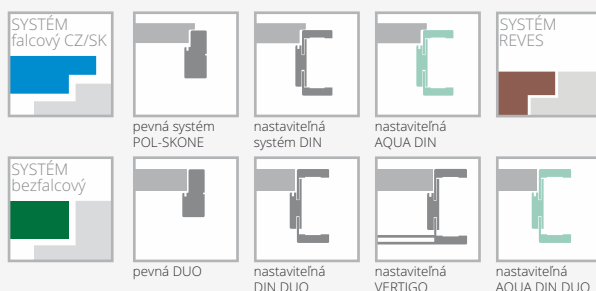 SYSTÉM
falcový CZ/SK
SYSTÉM
REVES
pevná systém
POL-SKONE
nastaviteľná
systém DIN
nastaviteľná
AQUA DIN
SYSTÉM
bezfalcový
pevná DUO
nastaviteľná
DIN DUO
nastaviteľná
VERTIGO
nastaviteľná
AQUA DIN DUO